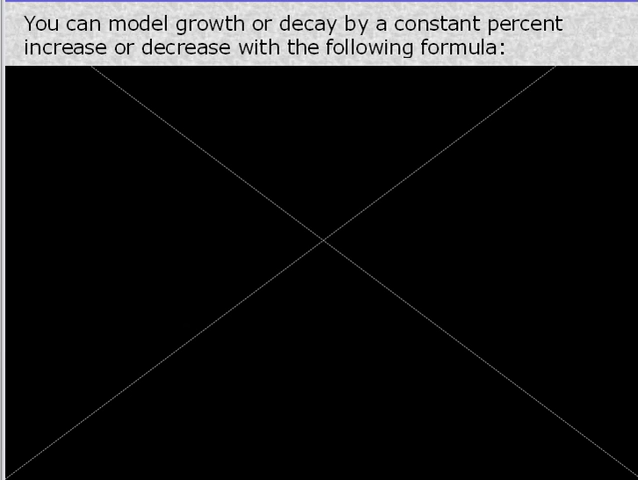 You can model growth or decay by a constant percent
increase or decrease with the following formula: